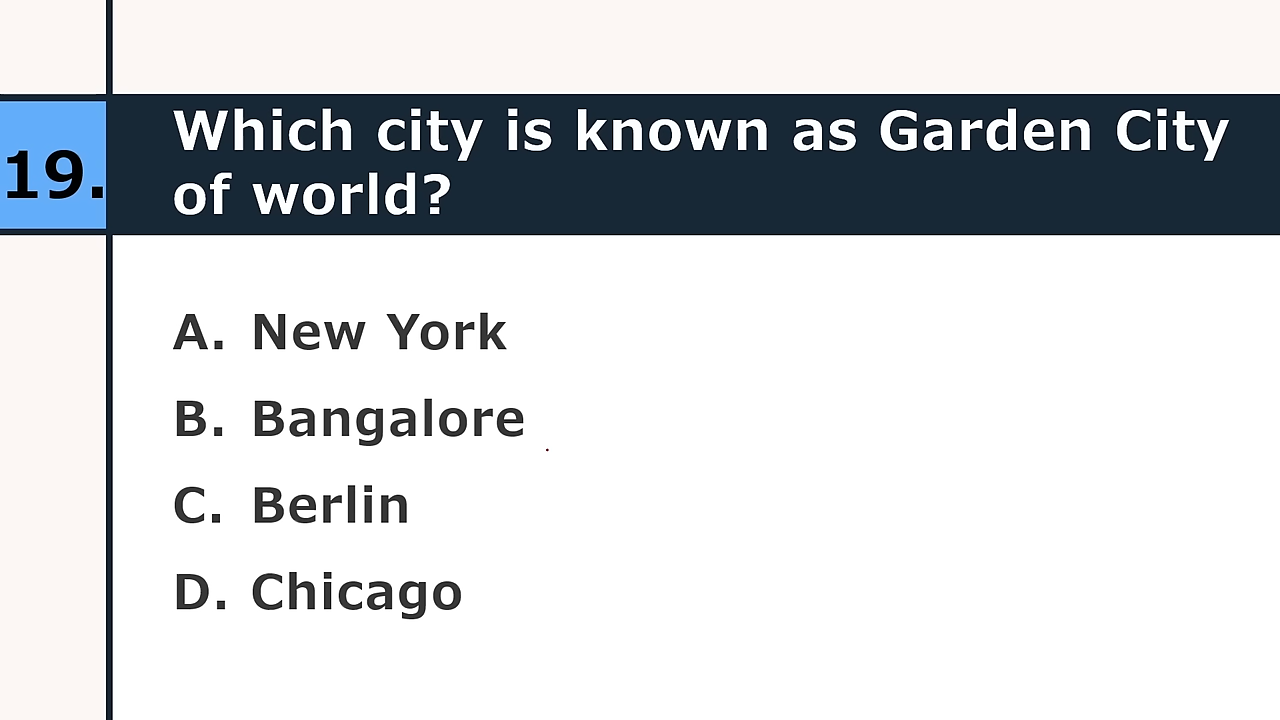 19.
Which city is known as Garden City
of world?
A. New York
B. Bangalore
C. Berlin
D. Chicago